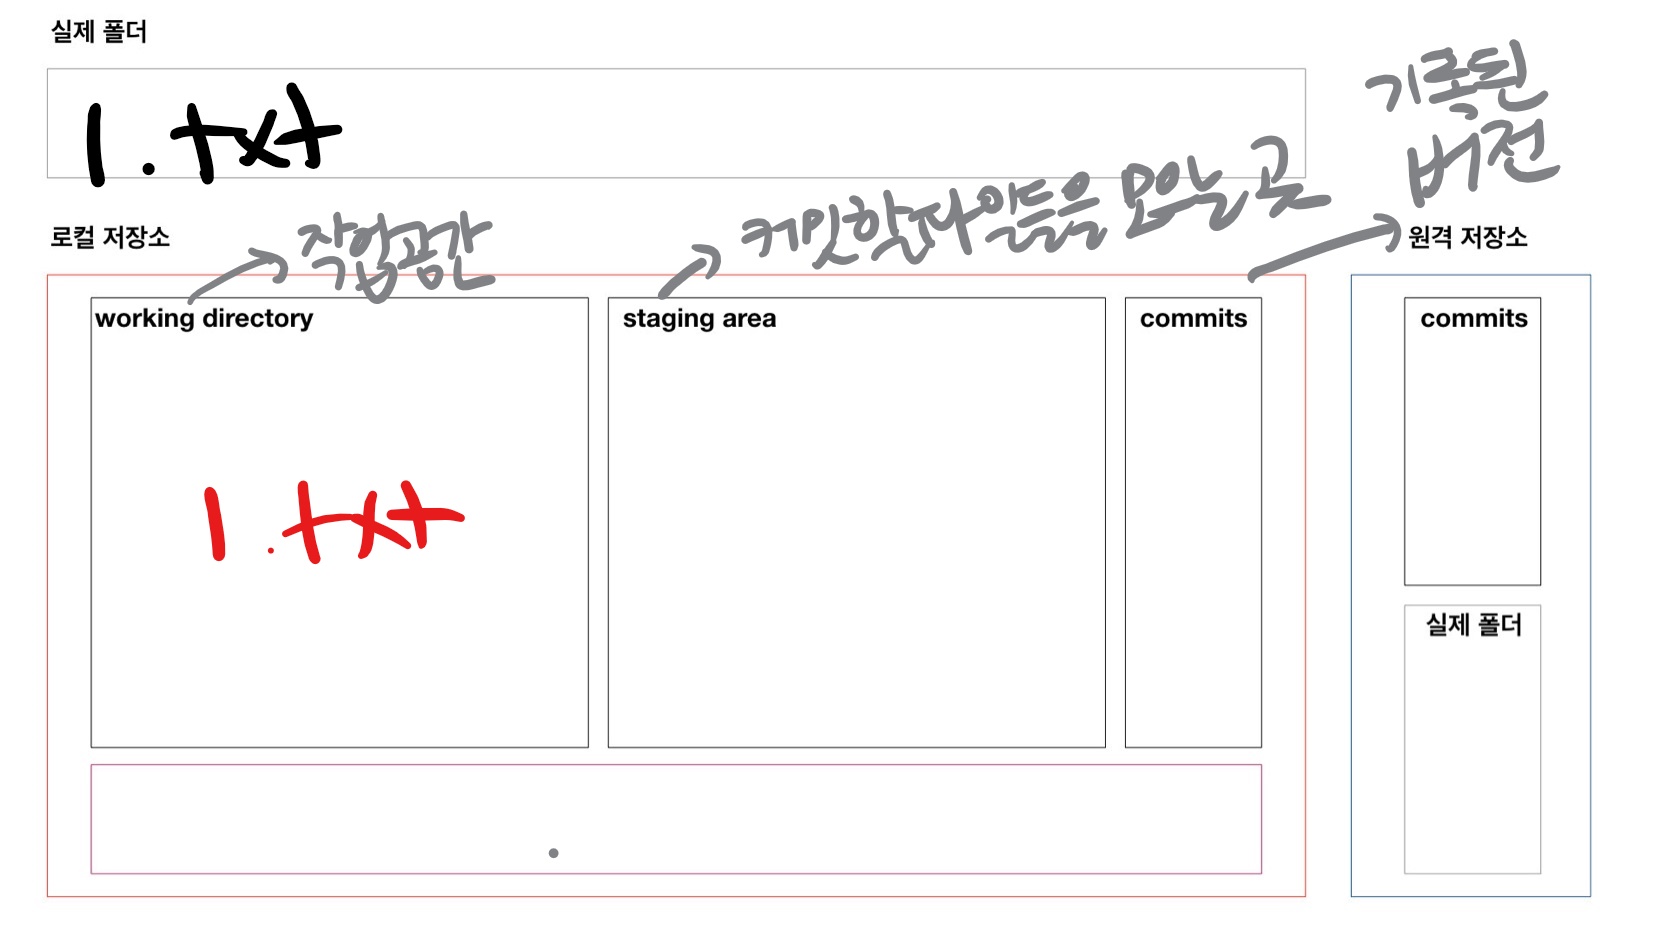 실제 폴더
1.txt
기록된
버전
커밋할 파일들을 모아놓을 곳
작업공간
로컬 저장소
원격 저장소
working directory
staging area
commits
commits
1.txt
실제 폴더